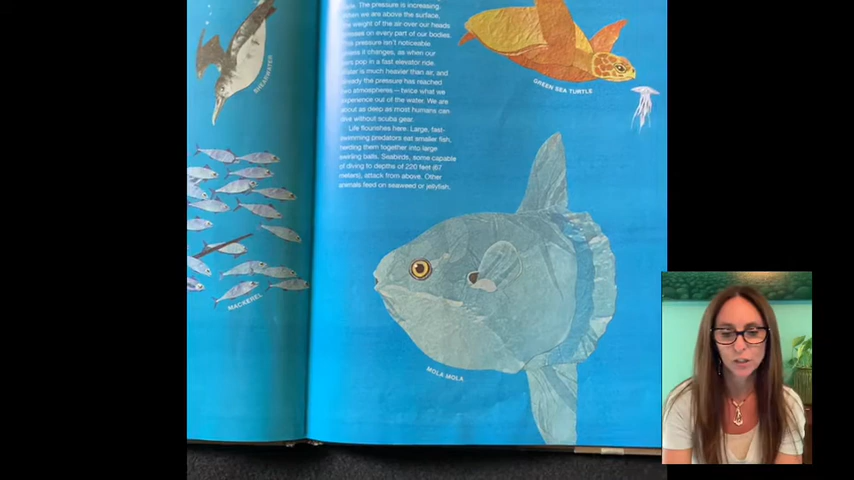 The pressure is increasing.
When we are above the surface,
the weight of the air over our heads
presses on every part of our bodies.
This pressure isn't noticeable
unless it changes, as when our
ears pop in a fast elevator ride.
Water is much heavier than air, and
already the pressure has reached
two atmospheres—twice what we
experience out of the water. We are
about as deep as most humans can
dive without scuba gear.
Life flourishes here. Large, fast-
swimming predators eat smaller fish,
herding them together into large
swirling balls. Seabirds, some capable
of diving to depths of 220 feet (67
meters), attack from above. Other
animals feed on seaweed or jellyfish.
SHEARWATER
GREEN SEA TURTLE
MACKEREL
MOLA MOLA